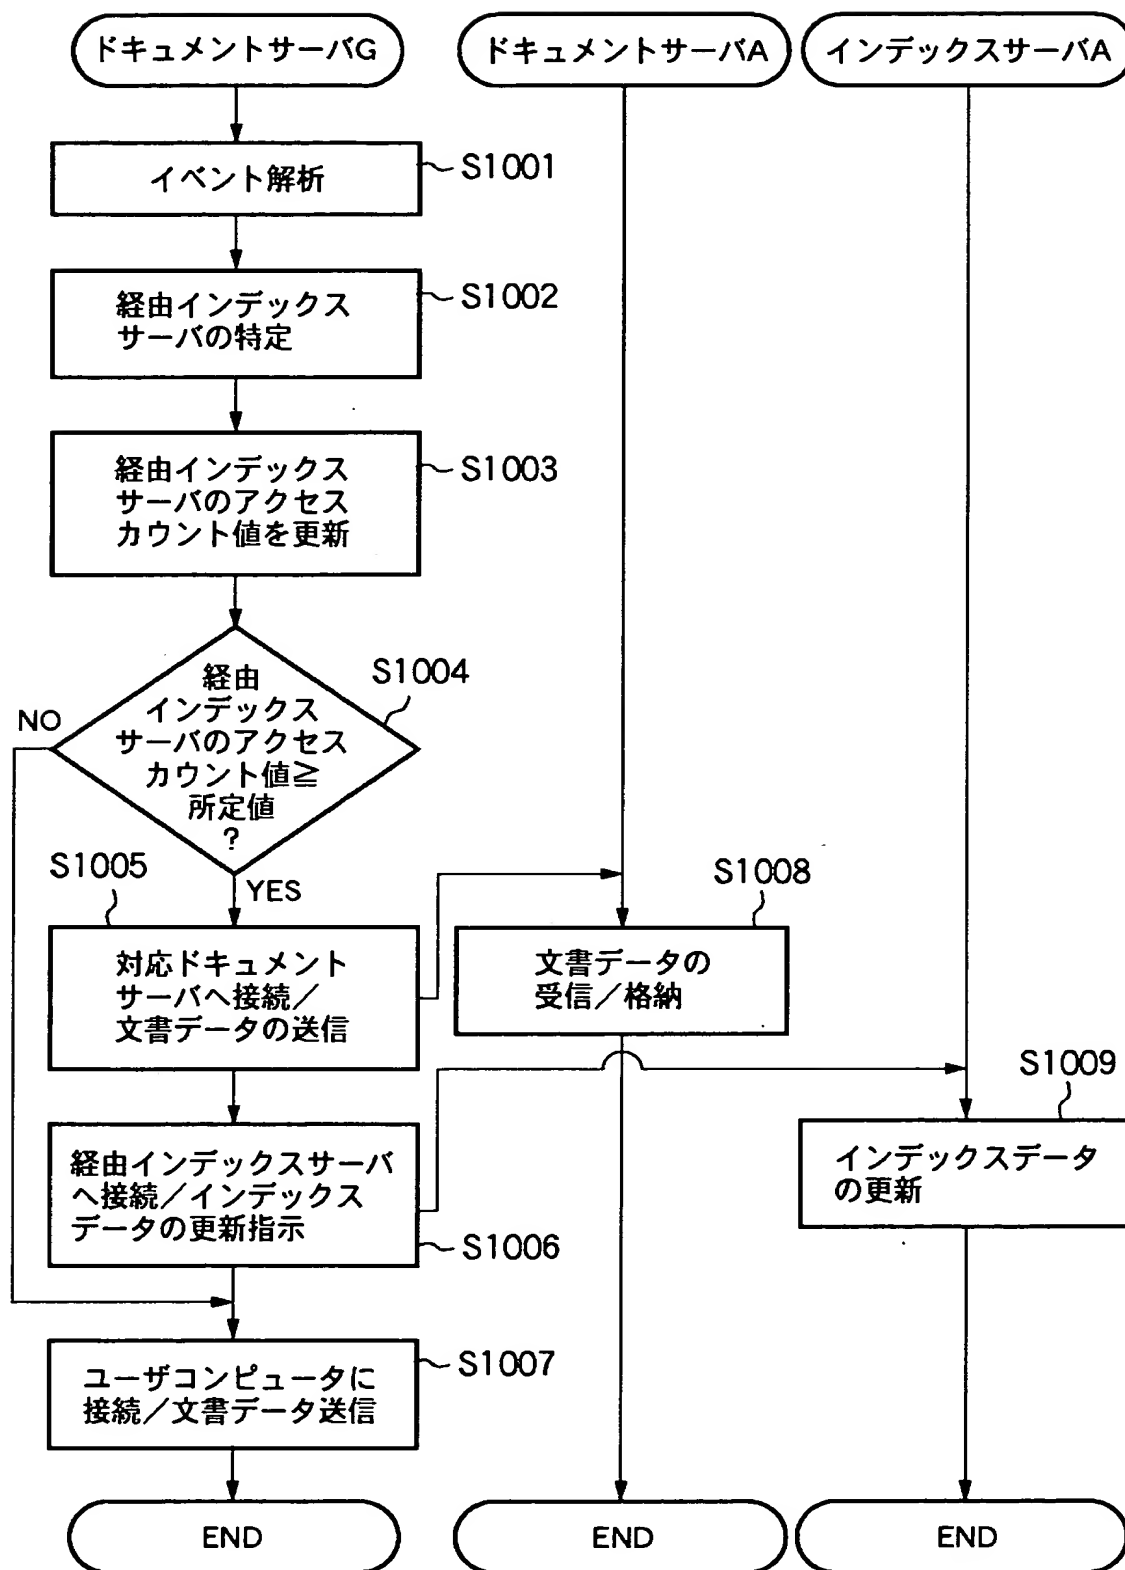 ドキュメントサーバG
ドキュメントサーバA
インデックスサーバA
イベント解析
S1001
経由インデックス
サーバの特定
S1002
経由インデックス
サーバのアクセス
カウント値を更新
S1003
経由
インデックス
サーバのアクセス
カウント値≧
所定値
?
S1004
NO
YES
S1005
対応ドキュメント
サーバへ接続/
文書データの送信
S1008
文書データの
受信/格納
経由インデックスサーバ
へ接続/インデックス
データの更新指示
S1006
S1009
インデックスデータ
の更新
ユーザコンピュータに
接続/文書データ送信
S1007
END
END
END